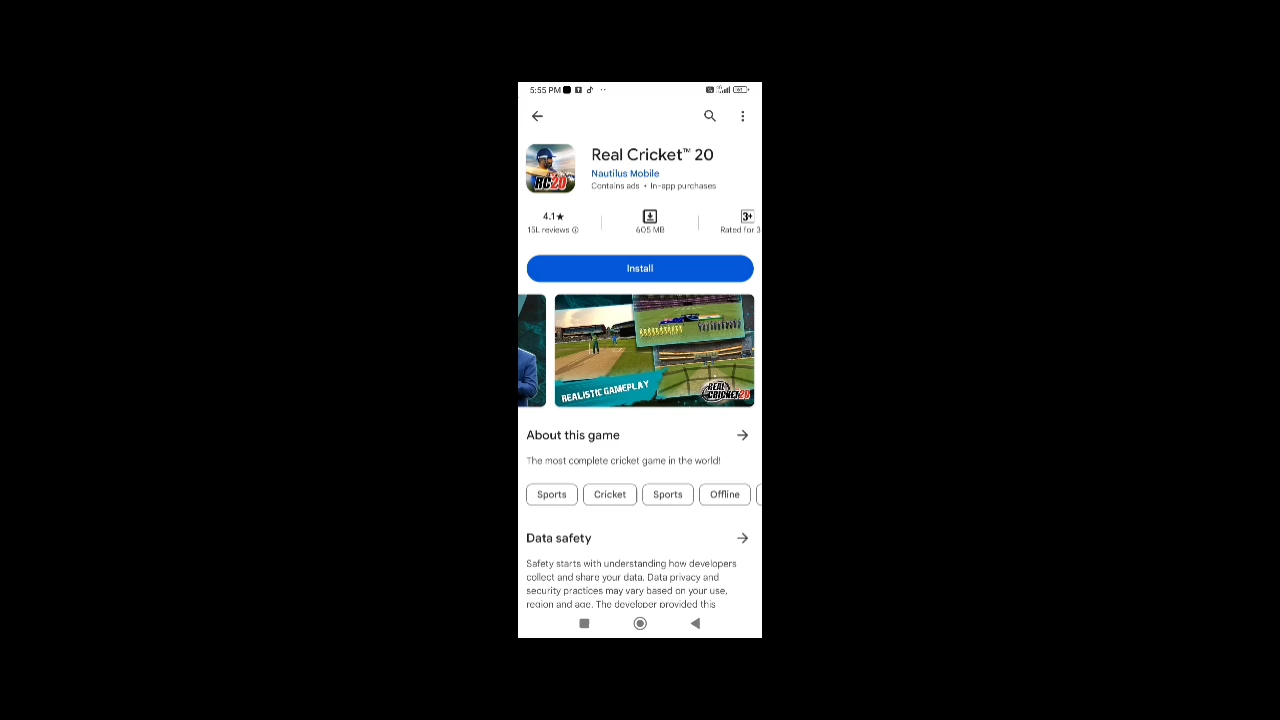 5:55 PM
Real Cricket™ 20
RC20
Nautilus Mobile
Contains ads • In-app purchases
4.1★
3+
15L reviews
605 MB
Rated for 3
Install
REALISTIC GAMEPLAY
REAL
CRICKET20
About this game
The most complete cricket game in the world!
Sports
Cricket
Sports
Offline
Data safety
Safety starts with understanding how developers
collect and share your data. Data privacy and
security practices may vary based on your use,
region and age. The developer provided this